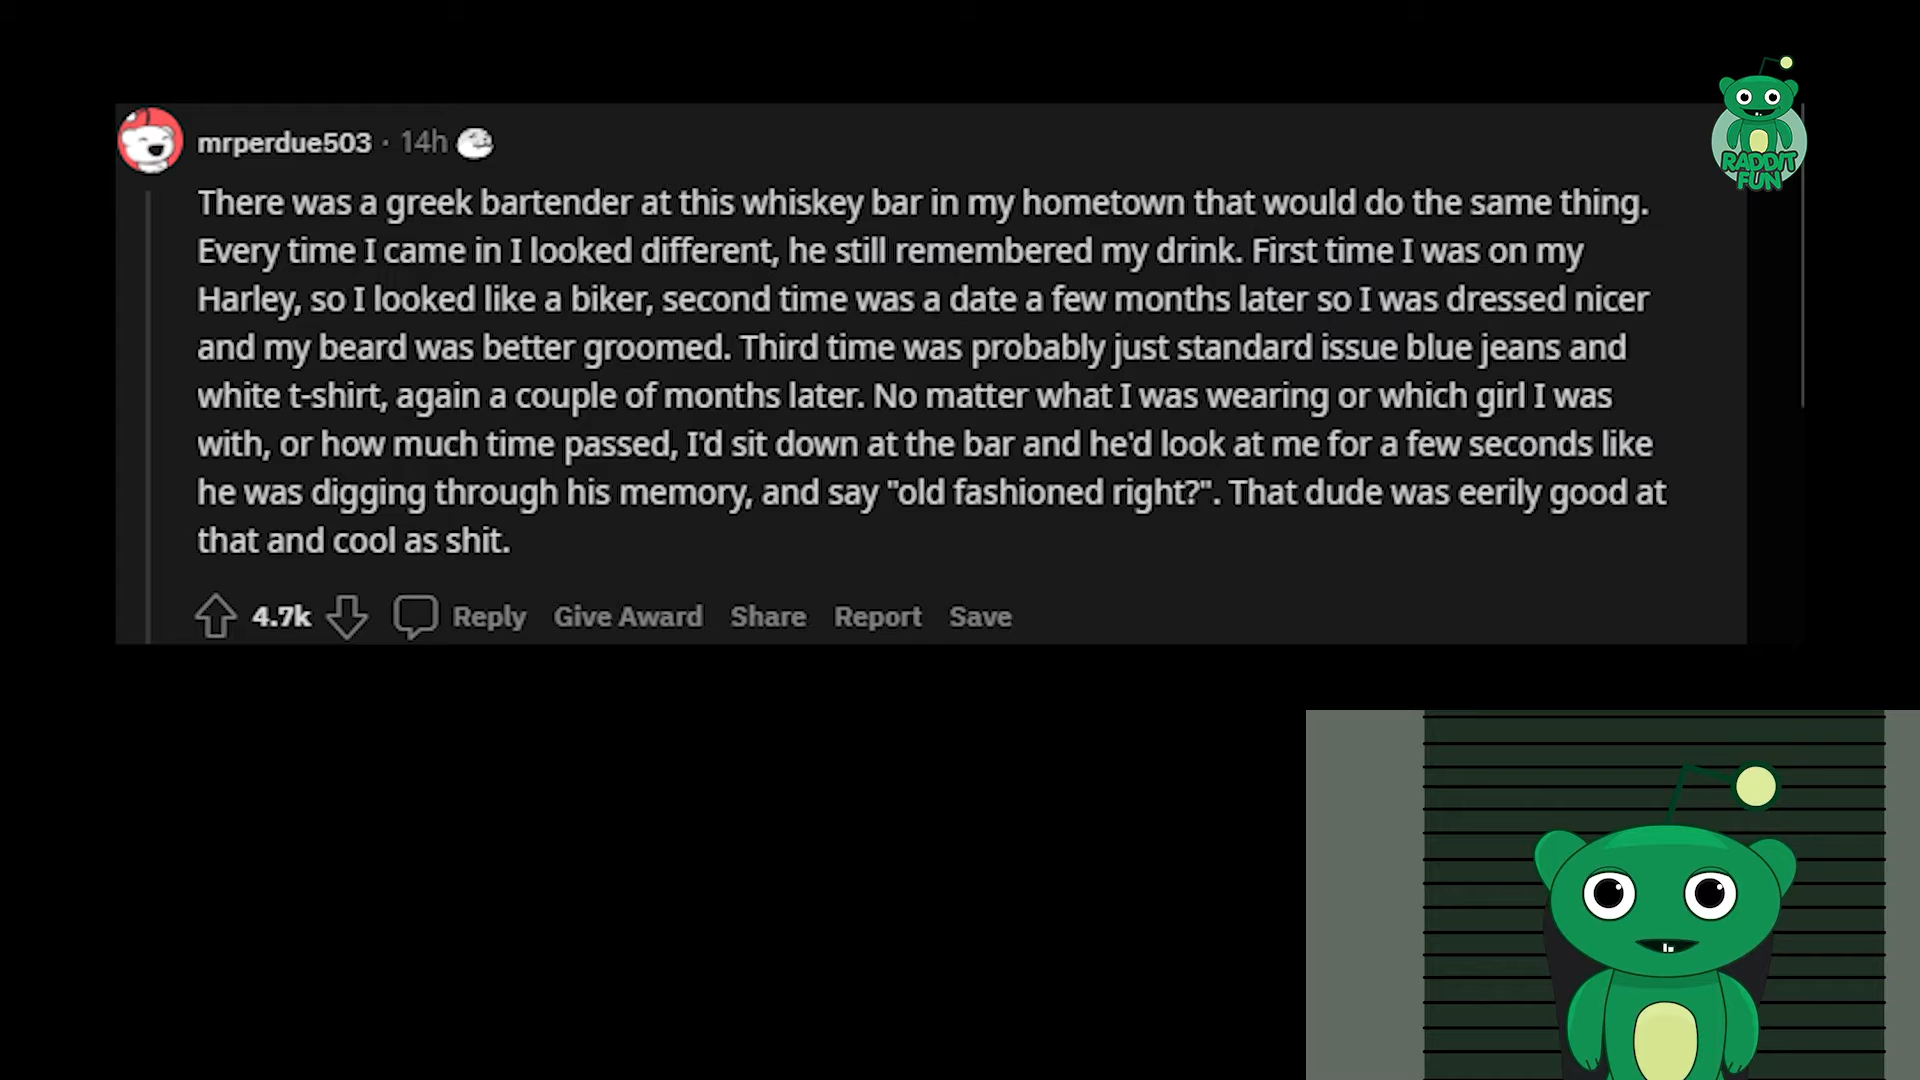 mrperdue503 · 14h
There was a greek bartender at this whiskey bar in my hometown that would do the same thing.
Every time I came in I looked different, he still remembered my drink. First time I was on my
Harley, so I looked like a biker, second time was a date a few months later so I was dressed nicer
and my beard was better groomed. Third time was probably just standard issue blue jeans and
white t-shirt, again a couple of months later. No matter what I was wearing or which girl I was
with, or how much time passed, I'd sit down at the bar and he'd look at me for a few seconds like
he was digging through his memory, and say "old fashioned right?". That dude was eerily good at
that and cool as shit.
4.7k Reply Give Award Share Report Save
RADDIT
FUN